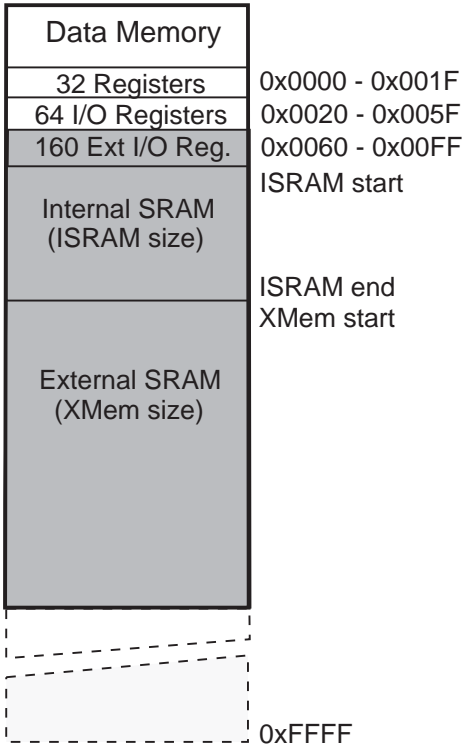 Data Memory
32 Registers 0x0000 - 0x001F
64 I/O Registers 0x0020 - 0x005F
160 Ext I/O Reg. 0x0060 - 0x00FF
ISRAM start
Internal SRAM
(ISRAM size)
ISRAM end
XMem start
External SRAM
(XMem size)
0xFFFF